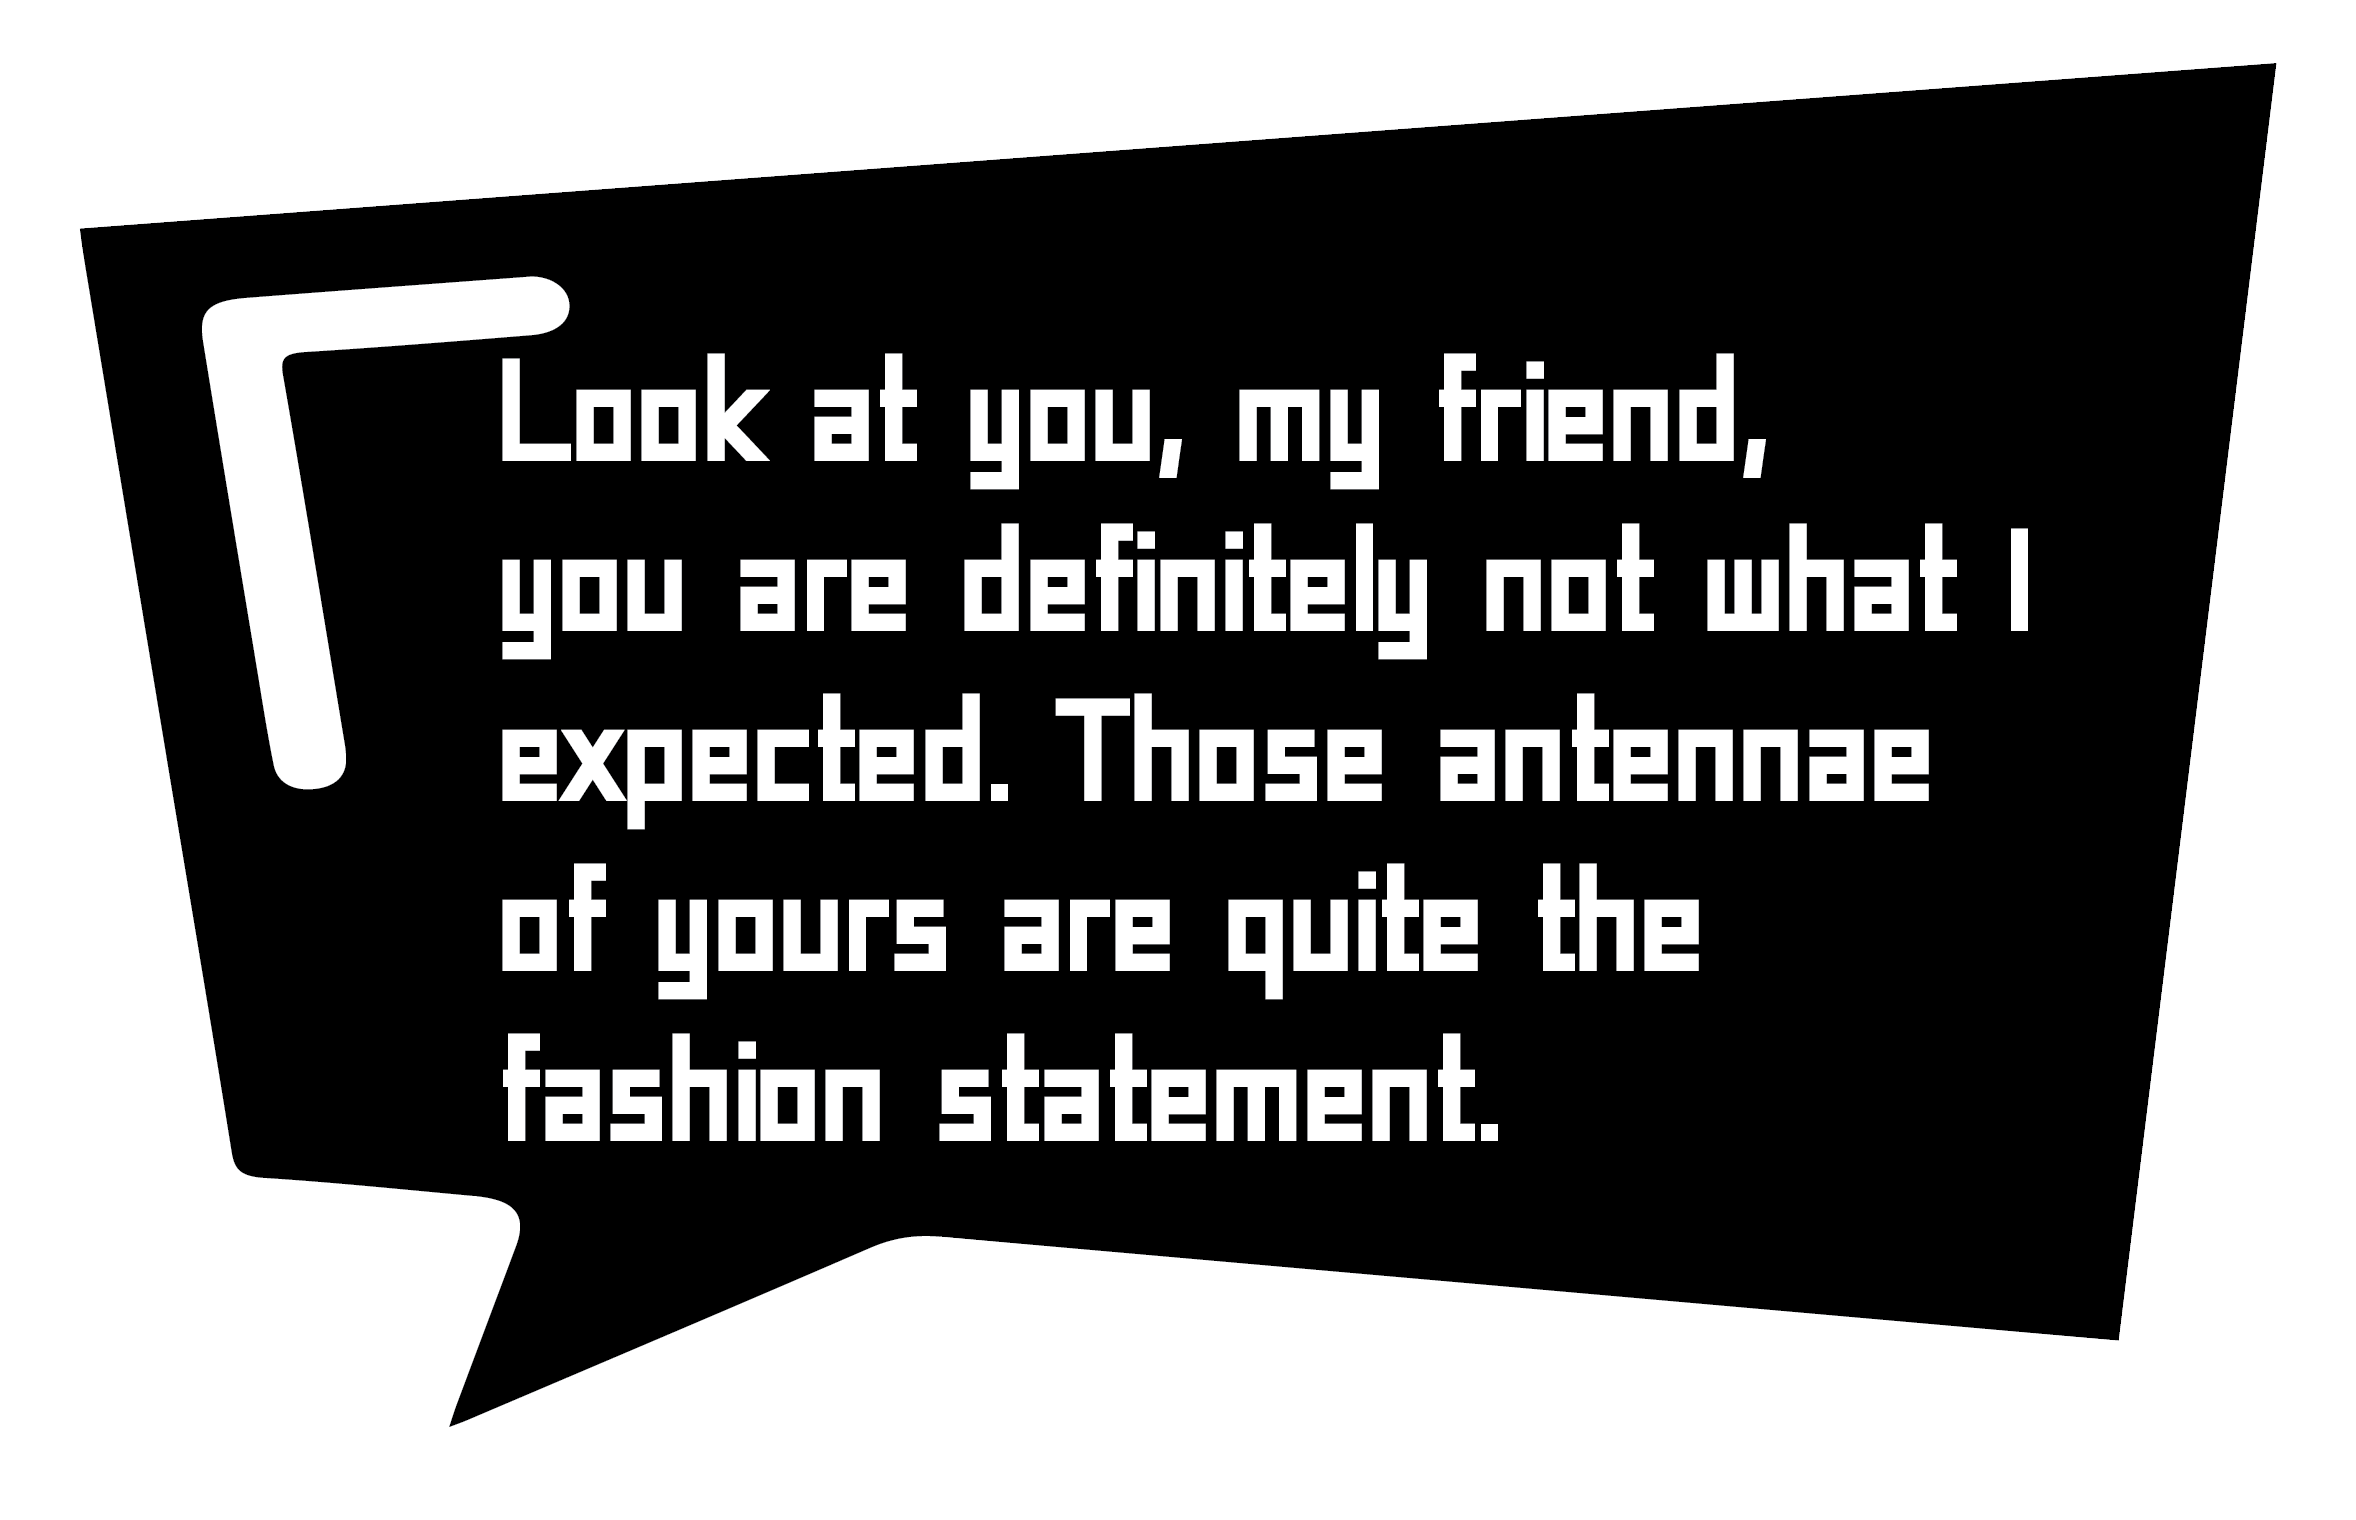 Look at you, my friend,
you are definitely not what I
expected. Those antennae
of yours are quite the
fashion statement.